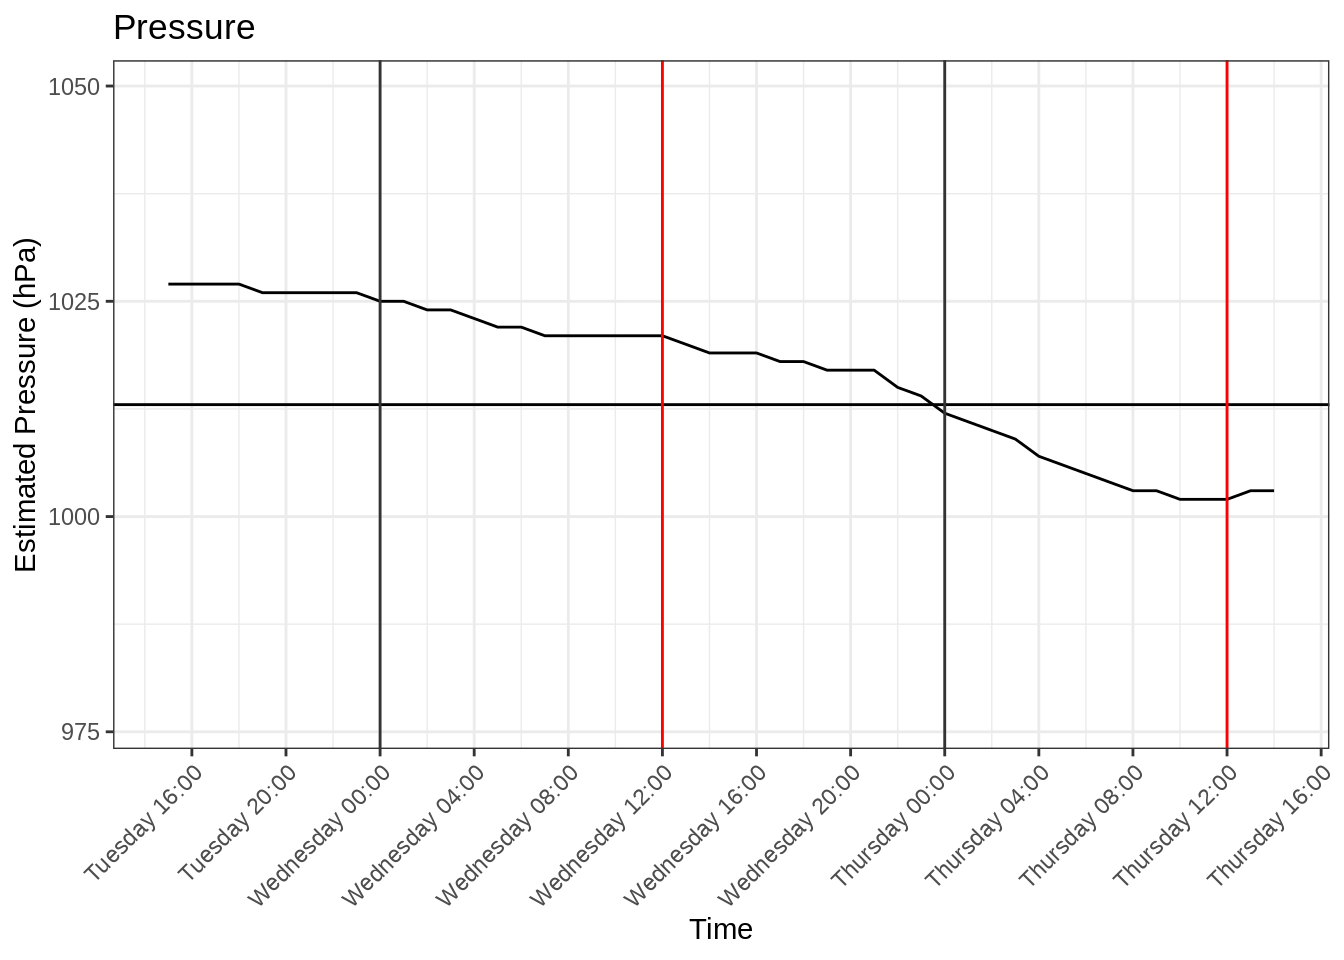 Pressure
Estimated Pressure (hPa)
1050
1025
1000
975
Tuesday 16:00
Tuesday 20:00
Wednesday 00:00
Wednesday 04:00
Wednesday 08:00
Wednesday 12:00
Wednesday 16:00
Wednesday 20:00
Thursday 00:00
Thursday 04:00
Thursday 08:00
Thursday 12:00
Thursday 16:00
Time